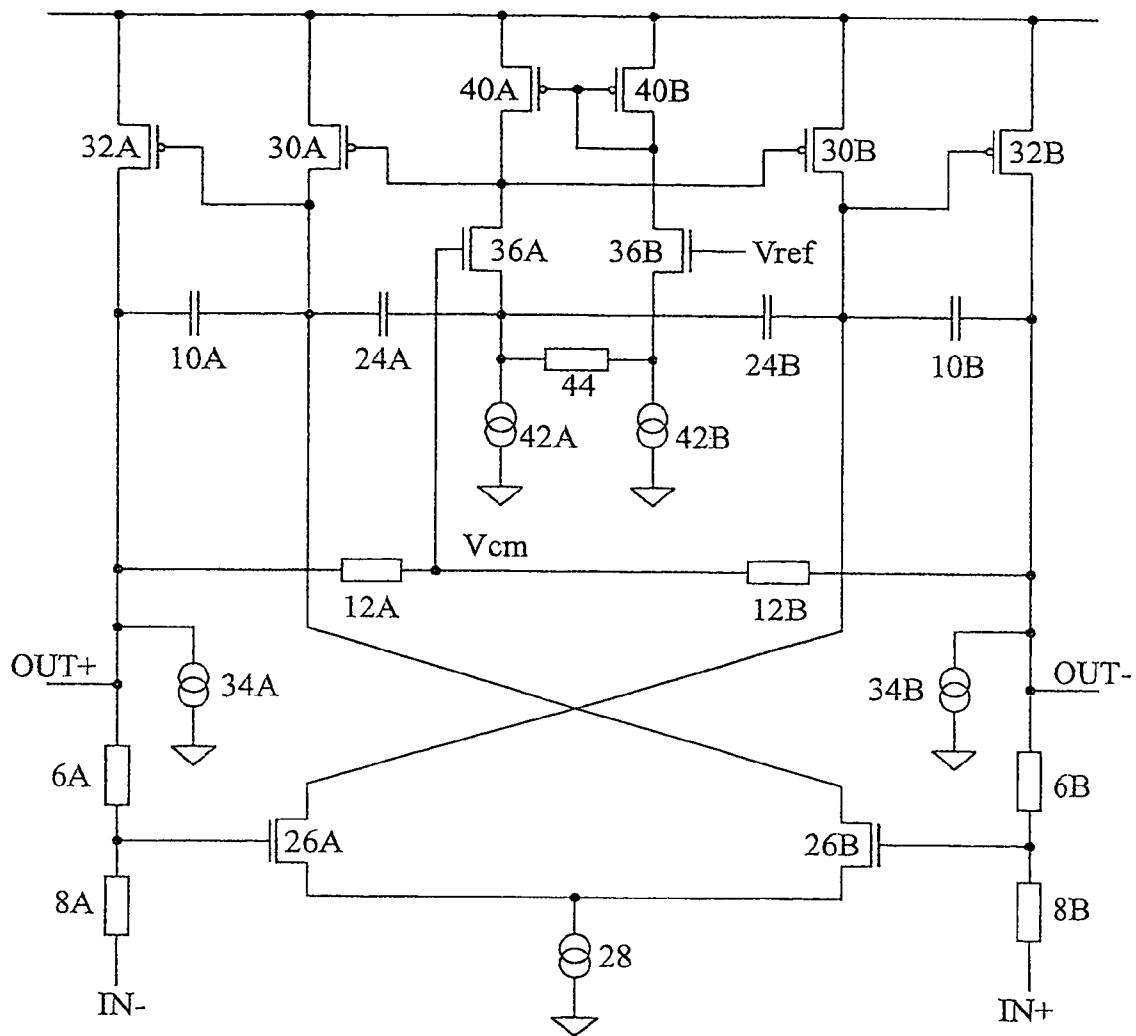 40A
40B
32A
30A
30B
32B
36A
36B
Vref
10A
24A
44
24B
10B
42A
42B
Vcm
12A
12B
OUT+
34A
34B
OUT-
6A
6B
26A
26B
8A
8B
28
IN-
IN+